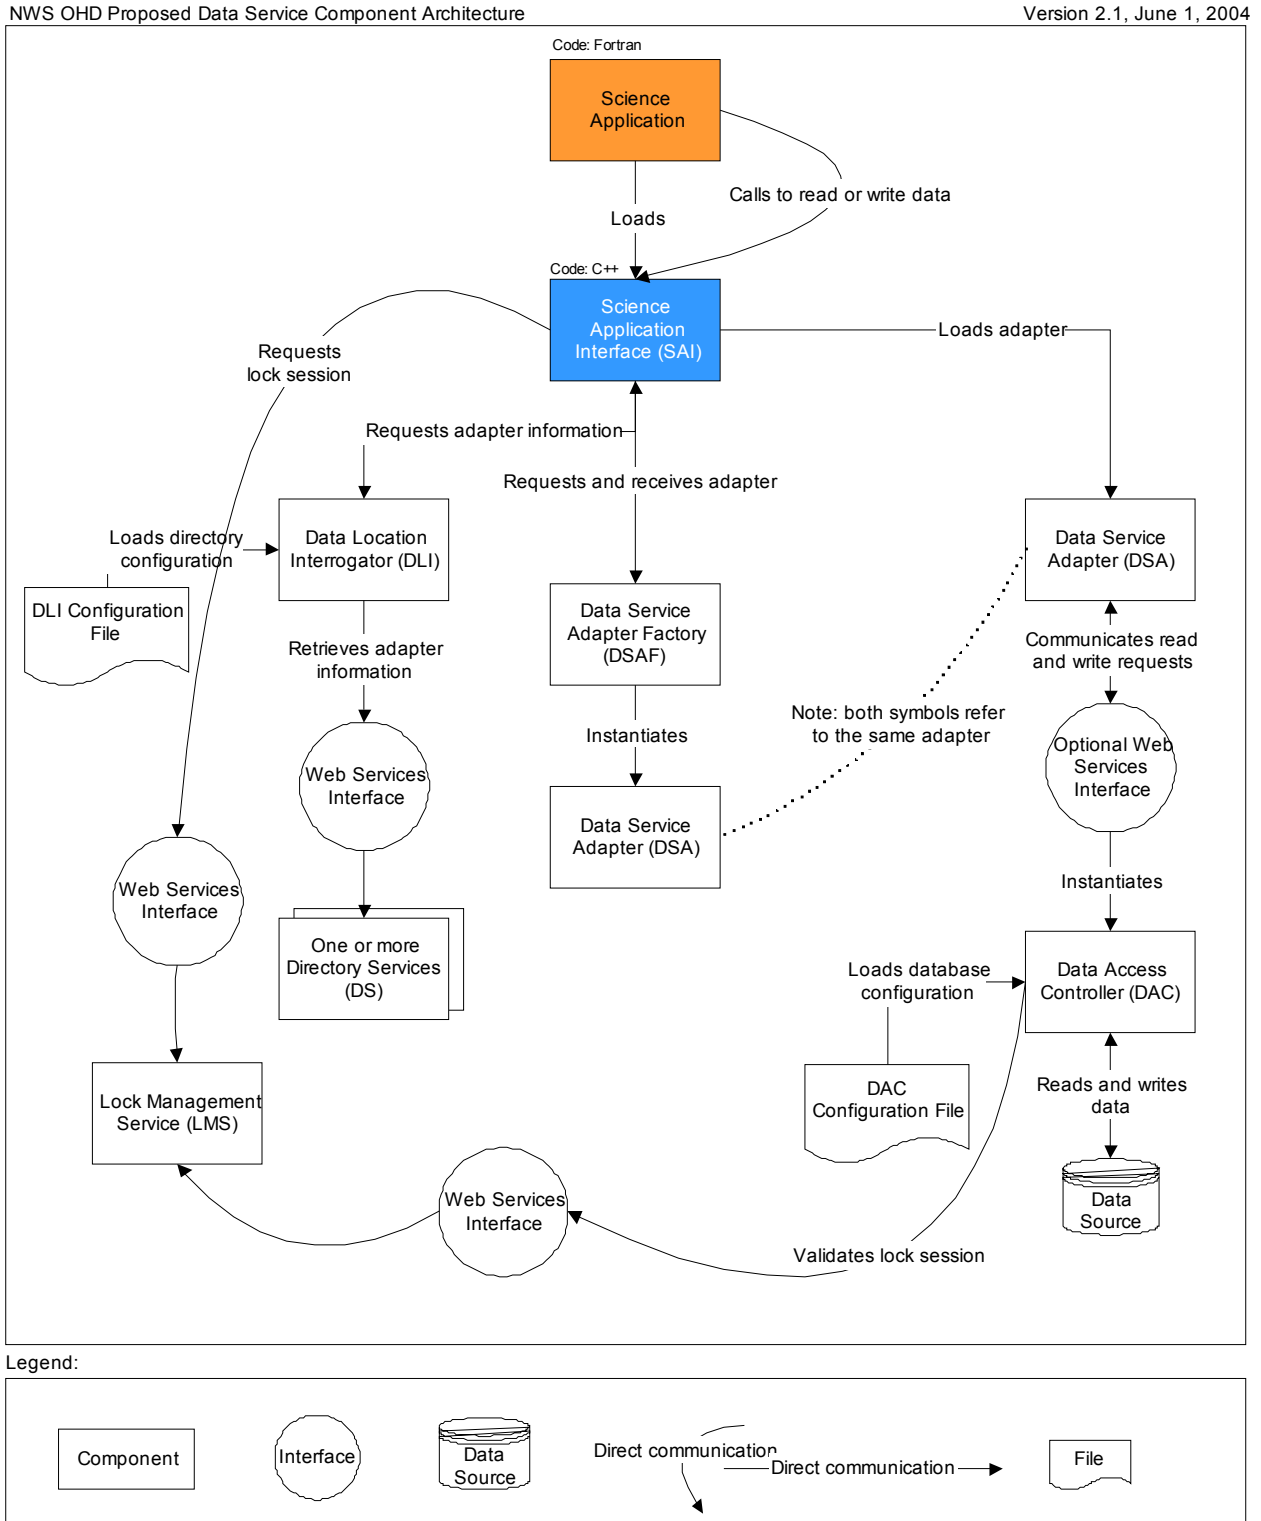 NWS OHD Proposed Data Service Component Architecture
Version 2.1, June 1, 2004
Code: Fortran
Science
Application
Calls to read or write data
Loads
Code: C++
Science
Application
Interface (SAI)
Loads adapter
Requests
lock session
Requests adapter information
Requests and receives adapter
Loads directory
configuration
Data Location
Interrogator (DLI)
Data Service
Adapter (DSA)
DLI Configuration
File
Data Service
Adapter Factory
(DSAF)
Retrieves adapter
information
Communicates read
and write requests
Note: both symbols refer
to the same adapter
Instantiates
Web Services
Interface
Optional Web
Services
Interface
Data Service
Adapter (DSA)
Instantiates
Web Services
Interface
One or more
Directory Services
(DS)
Loads database
configuration
Data Access
Controller (DAC)
Lock Management
Service (LMS)
DAC
Configuration File
Reads and writes
data
Web Services
Interface
Data
Source
Validates lock session
Legend:
Component
Interface
Data
Source
Direct communication
Direct communication
File